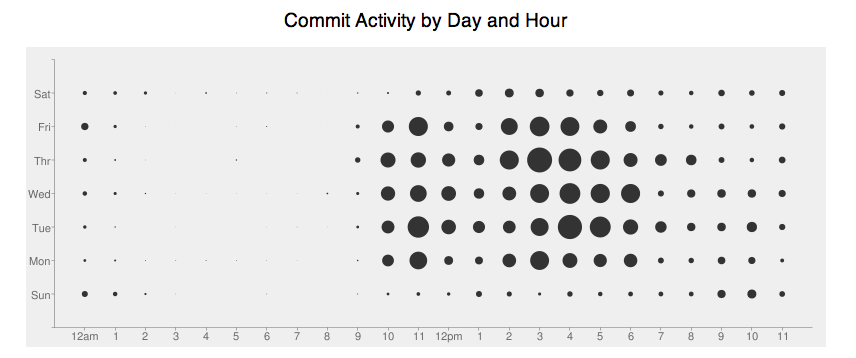 Commit Activity by Day and Hour
Sat
Fri
Thr
Wed
Tue
Mon
Sun
12am 1 2 3 4 5 6 7 8 9 10 11 12pm 1 2 3 4 5 6 7 8 9 10 11